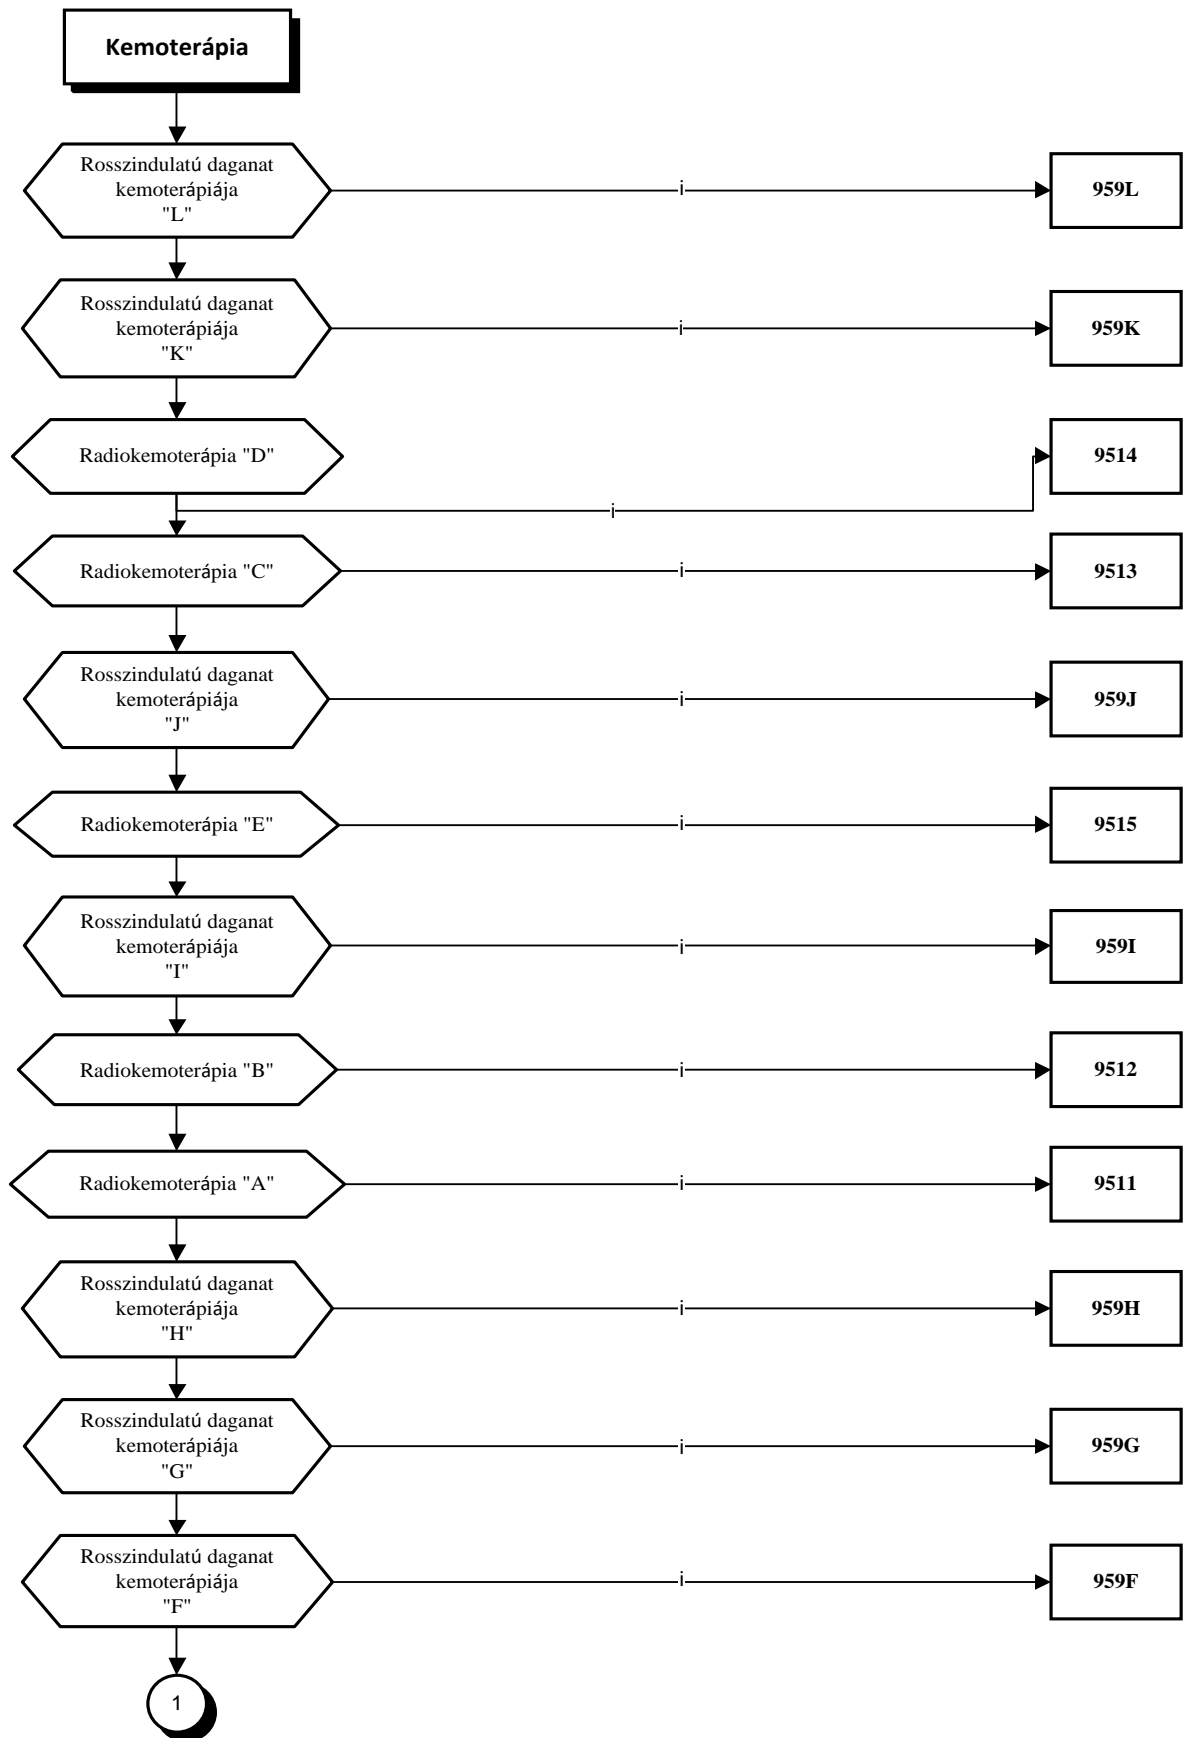 Kemoterápia
Rosszindulatú daganat
kemoterápiája
"L"
i
959L
Rosszindulatú daganat
kemoterápiája
"K"
i
959K
Radiokemoterápia "D"
i
9514
Radiokemoterápia "C"
i
9513
Rosszindulatú daganat
kemoterápiája
"J"
i
959J
Radiokemoterápia "E"
i
9515
Rosszindulatú daganat
kemoterápiája
"I"
i
959I
Radiokemoterápia "B"
i
9512
Radiokemoterápia "A"
i
9511
Rosszindulatú daganat
kemoterápiája
"H"
i
959H
Rosszindulatú daganat
kemoterápiája
"G"
i
959G
Rosszindulatú daganat
kemoterápiája
"F"
i
959F
1